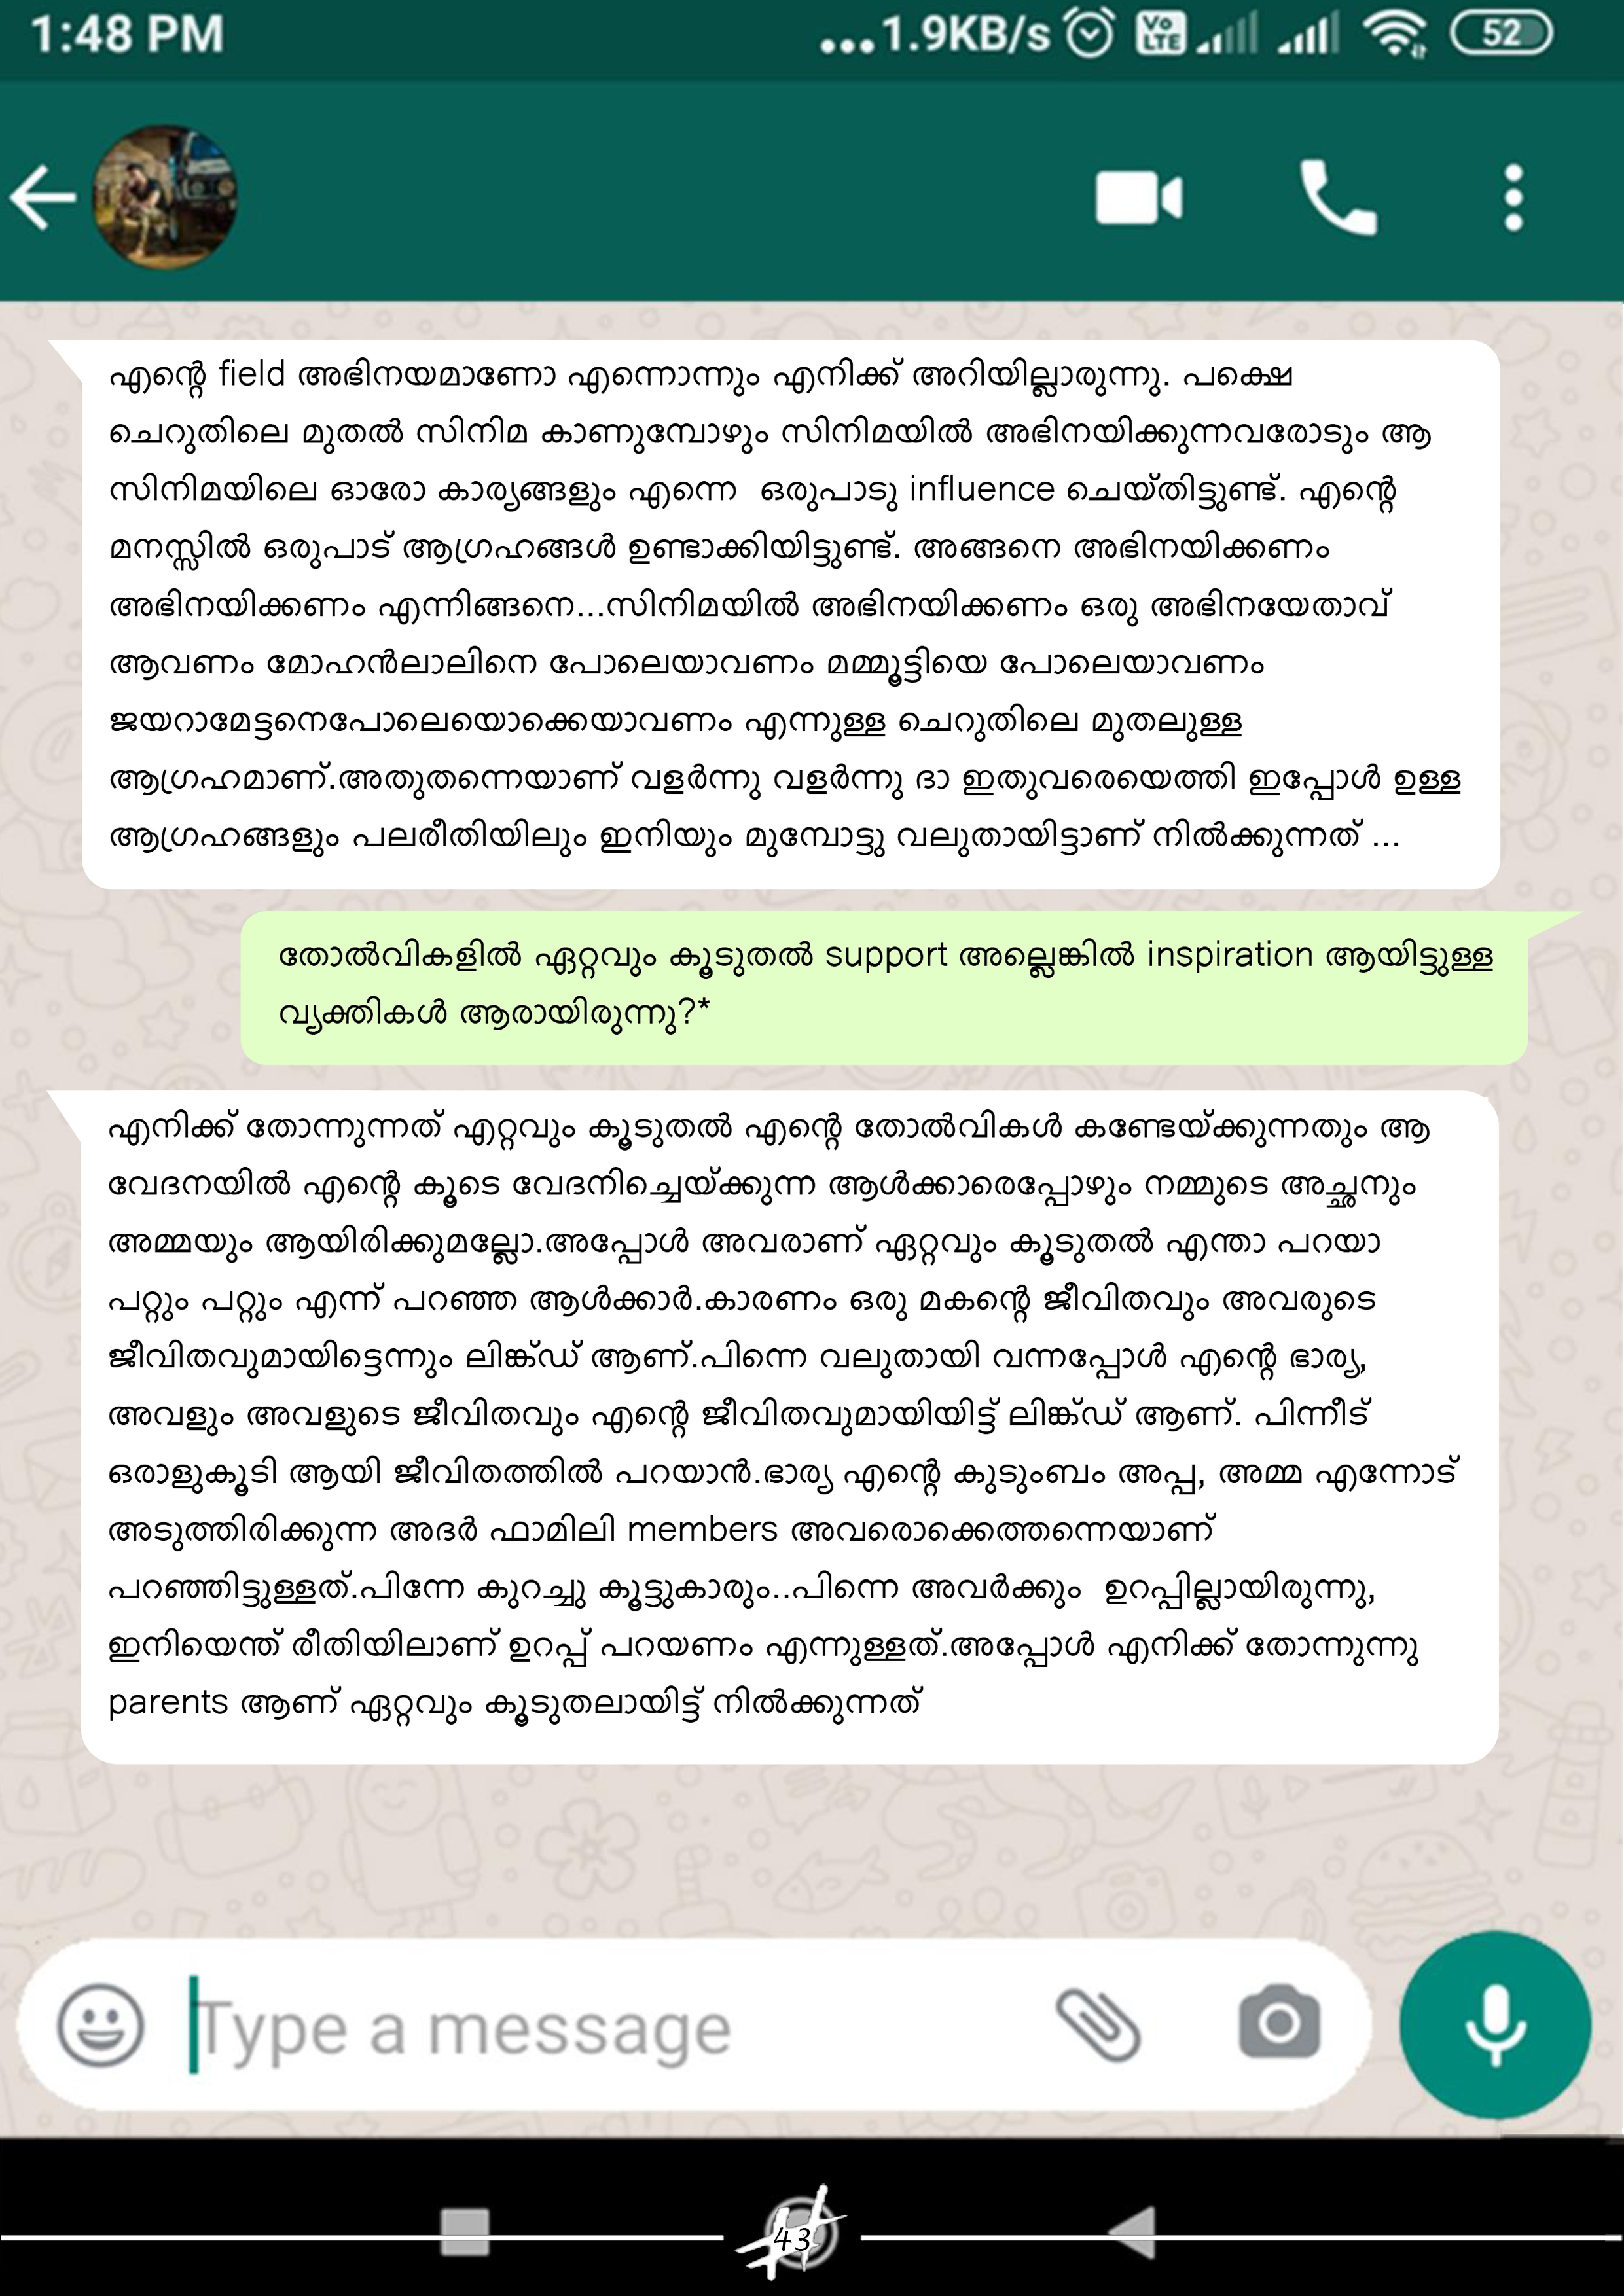 1:48 PM
...1.9KB/s
Vo LTE
52
എന്റെ field അഭിനയമാണോ എന്നൊന്നും എനിക്ക് അറിയില്ലാരുന്നു. പക്ഷെ
ചെറുതിലെ മുതൽ സിനിമ കാണുമ്പോഴും സിനിമയിൽ അഭിനയിക്കുന്നവരോടും ആ
സിനിമയിലെ ഓരോ കാര്യങ്ങളും എന്നെ ഒരുപാടു influence ചെയ്തിട്ടുണ്ട്. എന്റെ
മനസ്സിൽ ഒരുപാട് ആഗ്രഹങ്ങൾ ഉണ്ടാക്കിയിട്ടുണ്ട്. അങ്ങനെ അഭിനയിക്കണം
അഭിനയിക്കണം എന്നിങ്ങനെ...സിനിമയിൽ അഭിനയിക്കണം ഒരു അഭിനയേതാവ്
ആവണം മോഹൻലാലിനെ പോലെയാവണം മമ്മൂട്ടിയെ പോലെയാവണം
ജയറാമേട്ടനെപോലെയൊക്കെയാവണം എന്നുള്ള ചെറുതിലെ മുതലുള്ള
ആഗ്രഹമാണ്.അതുതന്നെയാണ് വളർന്നു വളർന്നു ദാ ഇതുവരെയെത്തി ഇപ്പോൾ ഉള്ള
ആഗ്രഹങ്ങളും പലരീതിയിലും ഇനിയും മുമ്പോട്ടു വലുതായിട്ടാണ് നിൽക്കുന്നത് ...
തോൽവികളിൽ ഏറ്റവും കൂടുതൽ support അല്ലെങ്കിൽ inspiration ആയിട്ടുള്ള
വ്യക്തികൾ ആരായിരുന്നു?*
എനിക്ക് തോന്നുന്നത് എറ്റവും കൂടുതൽ എന്റെ തോൽവികൾ കണ്ടേയ്ക്കുന്നതും ആ
വേദനയിൽ എന്റെ കൂടെ വേദനിച്ചെയ്ക്കുന്ന ആൾക്കാരെപ്പോഴും നമ്മുടെ അച്ഛനും
അമ്മയും ആയിരിക്കുമല്ലോ.അപ്പോൾ അവരാണ് ഏറ്റവും കൂടുതൽ എന്താ പറയാ
പറ്റും പറ്റും എന്ന് പറഞ്ഞ ആൾക്കാർ.കാരണം ഒരു മകന്റെ ജീവിതവും അവരുടെ
ജീവിതവുമായിട്ടെന്നും ലിങ്ക്ഡ് ആണ്.പിന്നെ വലുതായി വന്നപ്പോൾ എന്റെ ഭാര്യ,
അവളും അവളുടെ ജീവിതവും എന്റെ ജീവിതവുമായിയിട്ട് ലിങ്ക്ഡ് ആണ്. പിന്നീട്
ഒരാളുകൂടി ആയി ജീവിതത്തിൽ പറയാൻ.ഭാര്യ എന്റെ കുടുംബം അപ്പ, അമ്മ എന്നോട്
അടുത്തിരിക്കുന്ന അദർ ഫാമിലി members അവരൊക്കെത്തന്നെയാണ്
പറഞ്ഞിട്ടുള്ളത്.പിന്നേ കുറച്ചു കൂട്ടുകാരും..പിന്നെ അവർക്കും ഉറപ്പില്ലായിരുന്നു,
ഇനിയെന്ത് രീതിയിലാണ് ഉറപ്പ് പറയണം എന്നുള്ളത്.അപ്പോൾ എനിക്ക് തോന്നുന്നു
parents ആണ് ഏറ്റവും കൂടുതലായിട്ട് നിൽക്കുന്നത്
Type a message
43